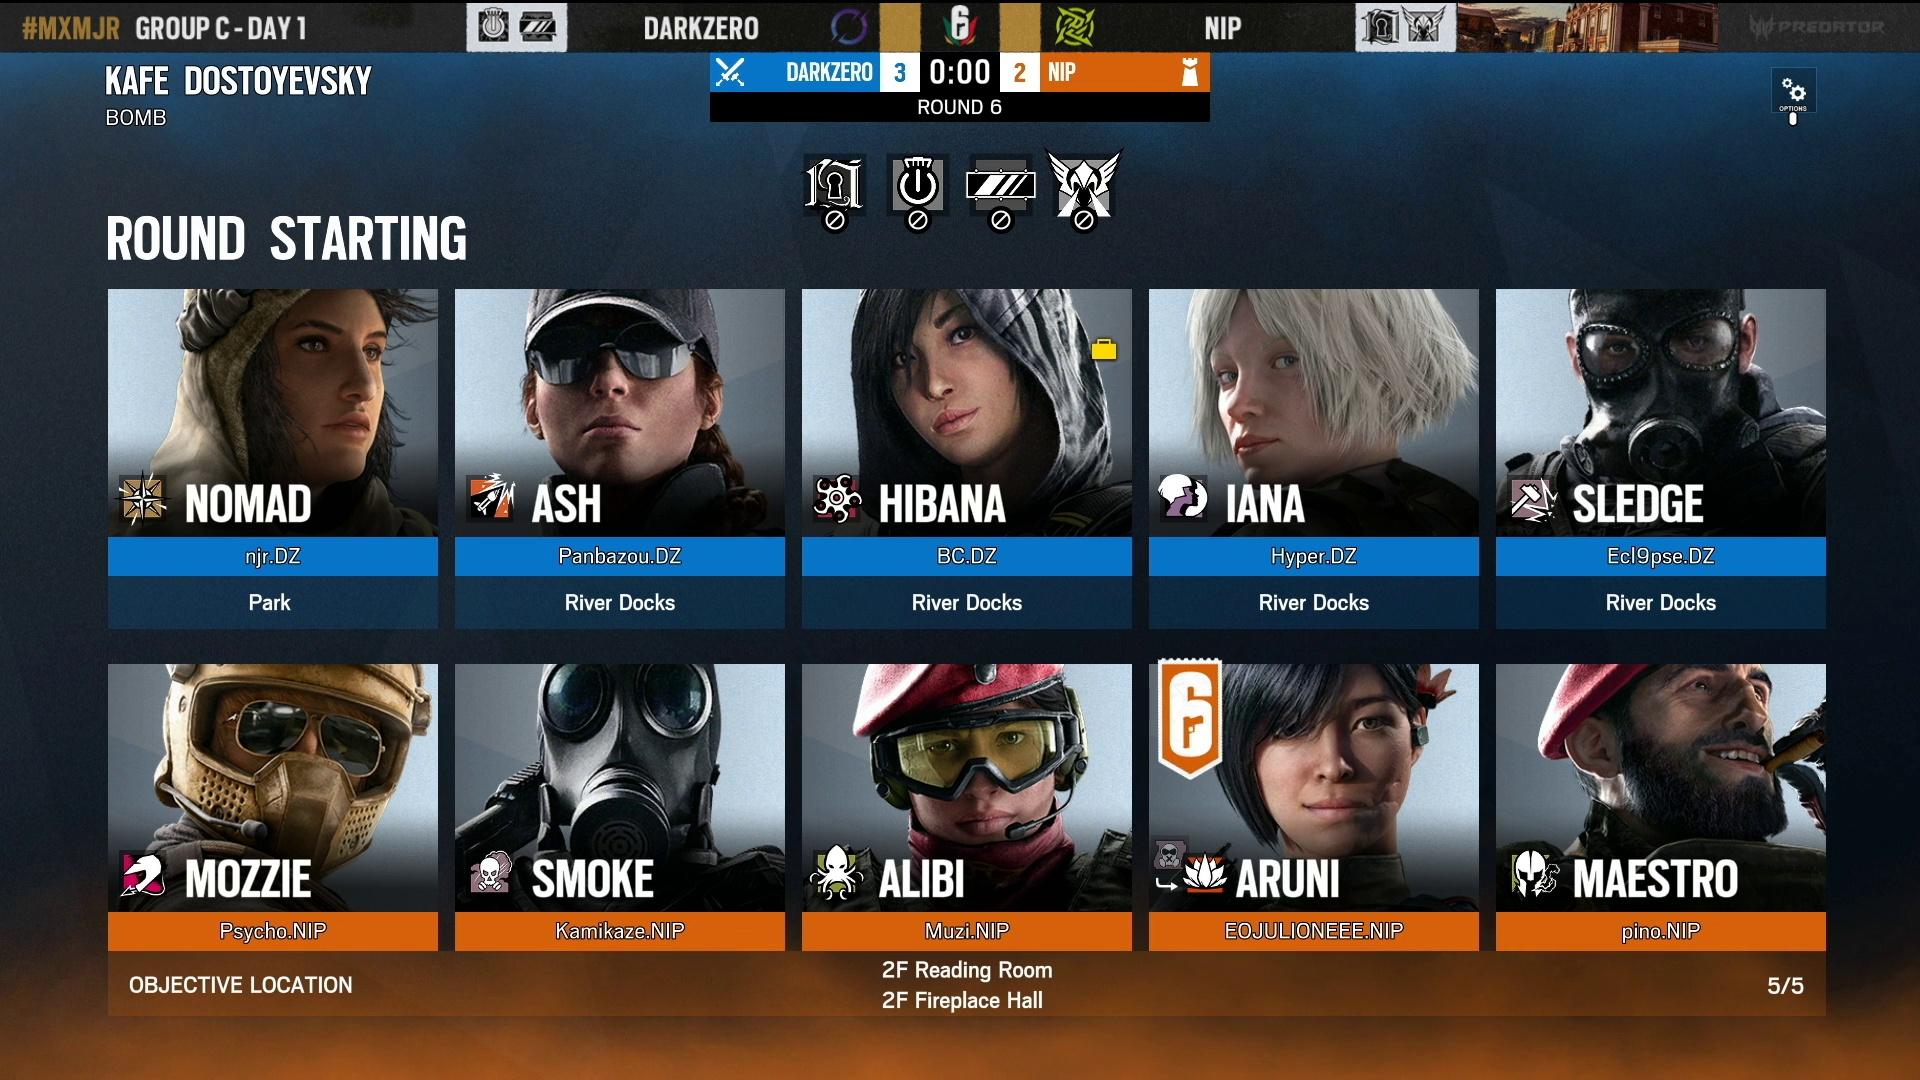 #MXMJR GROUP C - DAY 1
DARKZERO
NIP
PREDATOR
KAFE DOSTOYEVSKY
BOMB
DARKZERO 3 0:00 2 NIP
ROUND 6
OPTIONS
ROUND STARTING
NOMAD
njr.DZ
Park
ASH
Panbazou.DZ
River Docks
HIBANA
BC.DZ
River Docks
IANA
Hyper.DZ
River Docks
SLEDGE
Ecl9pse.DZ
River Docks
MOZZIE
Psycho.NIP
SMOKE
Kamikaze.NIP
ALIBI
Muzi.NIP
6
ARUNI
EOJULIONEEE.NIP
MAESTRO
pino.NIP
OBJECTIVE LOCATION
2F Reading Room
2F Fireplace Hall
5/5